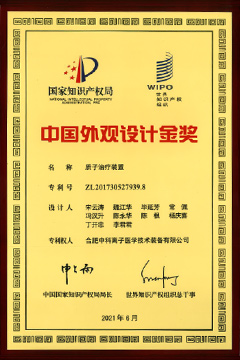 国家知识产权局
NATIONAL INTELLECTUAL PROPERTY
ADMINISTRATION, PRC
WIPO
世界
知识产权
组织
中国外观设计金奖
名称 质子治疗装置
专利号 ZL 201730527939.8
设计人 宋云涛 魏江华 毕延芳 常佩
冯汉升 陈永华 陈根 杨庆喜
丁开忠 李君君
专利权人 合肥中科离子医学技术装备有限公司
中国国家知识产权局局长
世界知识产权组织总干事
2021年6月